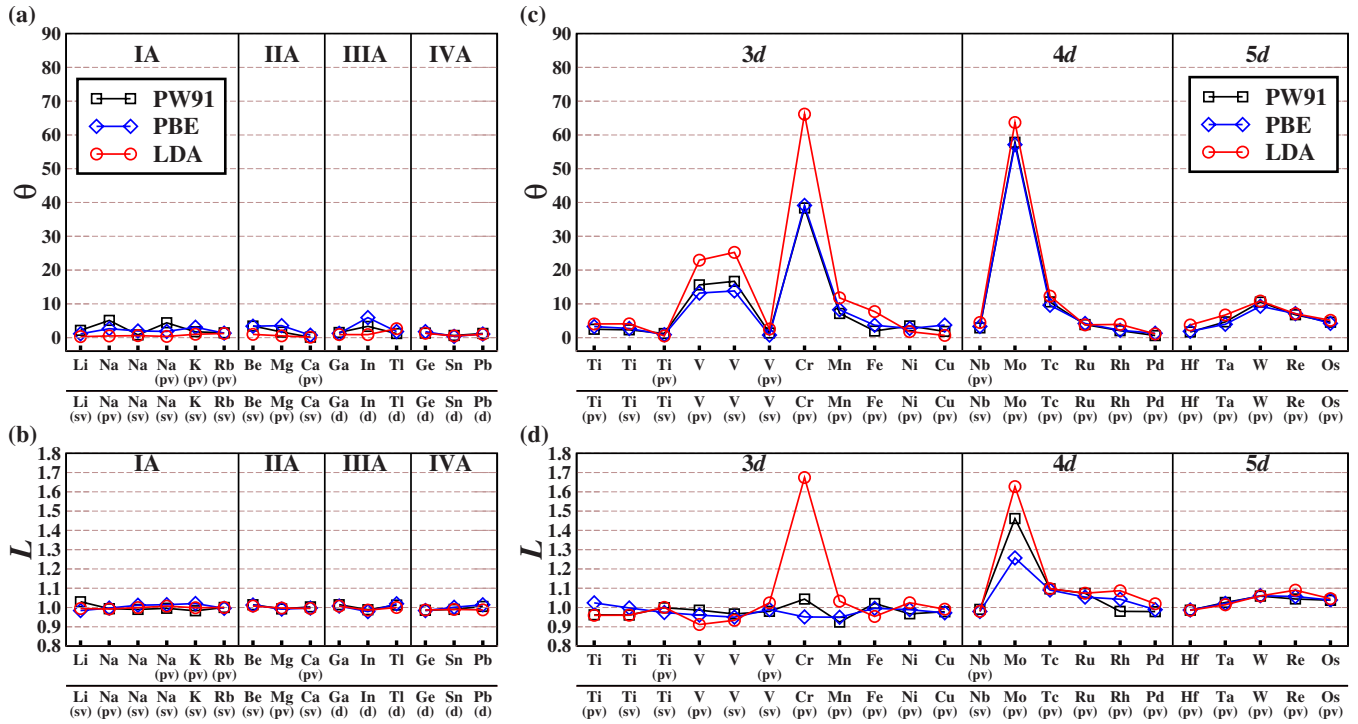 (a)
90
80
70
60
50
40
30
20
10
0
θ
IA IIA IIIA IVA
PW91
PBE
LDA
Li Na Na Na K Rb Be Mg Ca Ga In Tl Ge Sn Pb
(pv) (pv) (pv) (pv)
Li Na Na Na K Rb Be Mg Ca Ga In Tl Ge Sn Pb
(sv) (pv) (sv) (sv) (sv) (sv) (sv) (pv) (sv) (d) (d) (d) (d) (d) (d)
(c)
90
80
70
60
50
40
30
20
10
0
θ
3d 4d 5d
PW91
PBE
LDA
Ti Ti Ti V V V Cr Mn Fe Ni Cu Nb Mo Tc Ru Rh Pd Hf Ta W Re Os
(pv) (pv) (pv)
Ti Ti Ti V V V Cr Mn Fe Ni Cu Nb Mo Tc Ru Rh Pd Hf Ta W Re Os
(pv) (sv) (sv) (pv) (sv) (sv) (pv) (pv) (pv) (pv) (pv) (sv) (pv) (pv) (pv) (pv) (pv) (pv) (pv) (pv) (pv) (pv)
(b)
1.8
1.7
1.6
1.5
1.4
1.3
1.2
1.1
1.0
0.9
0.8
L
IA IIA IIIA IVA
Li Na Na Na K Rb Be Mg Ca Ga In Tl Ge Sn Pb
(pv) (pv) (pv) (pv)
Li Na Na Na K Rb Be Mg Ca Ga In Tl Ge Sn Pb
(sv) (pv) (sv) (sv) (sv) (sv) (sv) (pv) (sv) (d) (d) (d) (d) (d) (d)
(d)
1.8
1.7
1.6
1.5
1.4
1.3
1.2
1.1
1.0
0.9
0.8
L
3d 4d 5d
Ti Ti Ti V V V Cr Mn Fe Ni Cu Nb Mo Tc Ru Rh Pd Hf Ta W Re Os
(pv) (pv) (pv)
Ti Ti Ti V V V Cr Mn Fe Ni Cu Nb Mo Tc Ru Rh Pd Hf Ta W Re Os
(pv) (sv) (sv) (pv) (sv) (sv) (pv) (pv) (pv) (pv) (pv) (sv) (pv) (pv) (pv) (pv) (pv) (pv) (pv) (pv) (pv) (pv)